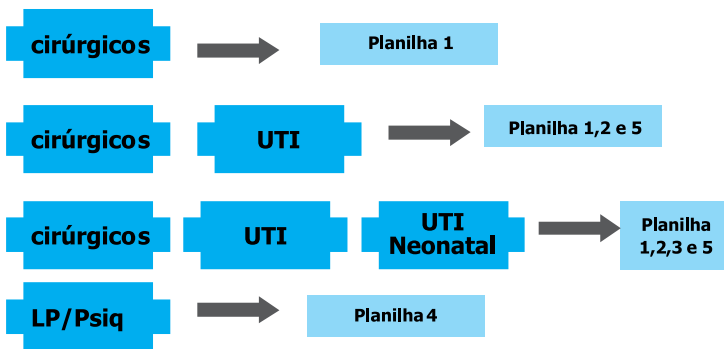 cirúrgicos
Planilha 1
cirúrgicos
UTI
Planilha 1,2 e 5
cirúrgicos
UTI
UTI
Neonatal
Planilha
1,2,3 e 5
LP/Psiq
Planilha 4